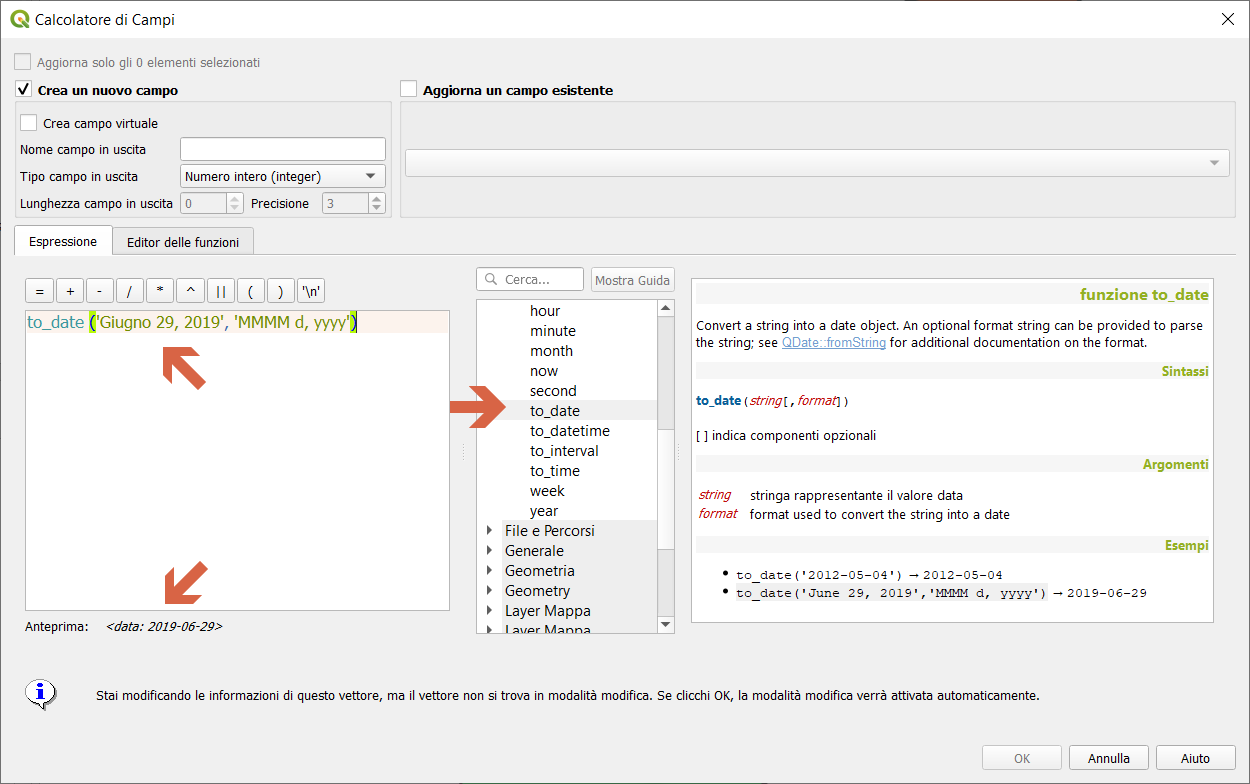 Calcolatore di Campi
Aggiorna solo gli 0 elementi selezionati
Crea un nuovo campo
Aggiorna un campo esistente
Crea campo virtuale
Nome campo in uscita
Tipo campo in uscita Numero intero (integer)
Lunghezza campo in uscita 0 Precisione 3
Espressione Editor delle funzioni
= + - / * ^ || ( ) '\n'
to_date ('Giugno 29, 2019', 'MMMM d, yyyy')
Anteprima: <data: 2019-06-29>
Cerca... Mostra Guida
hour
minute
month
now
second
to_date
to_datetime
to_interval
to_time
week
year
File e Percorsi
Generale
Geometria
Geometry
Layer Mappa
Layer Mappa
funzione to_date
Convert a string into a date object. An optional format string can be provided to parse
the string; see QDate::fromString for additional documentation on the format.
Sintassi
to_date(string[,format])
[ ] indica componenti opzionali
Argomenti
string stringa rappresentante il valore data
format format used to convert the string into a date
Esempi
• to_date('2012-05-04') → 2012-05-04
• to_date('June 29, 2019','MMMM d, yyyy') → 2019-06-29
Stai modificando le informazioni di questo vettore, ma il vettore non si trova in modalità modifica. Se clicchi OK, la modalità modifica verrà attivata automaticamente.
OK Annulla Aiuto